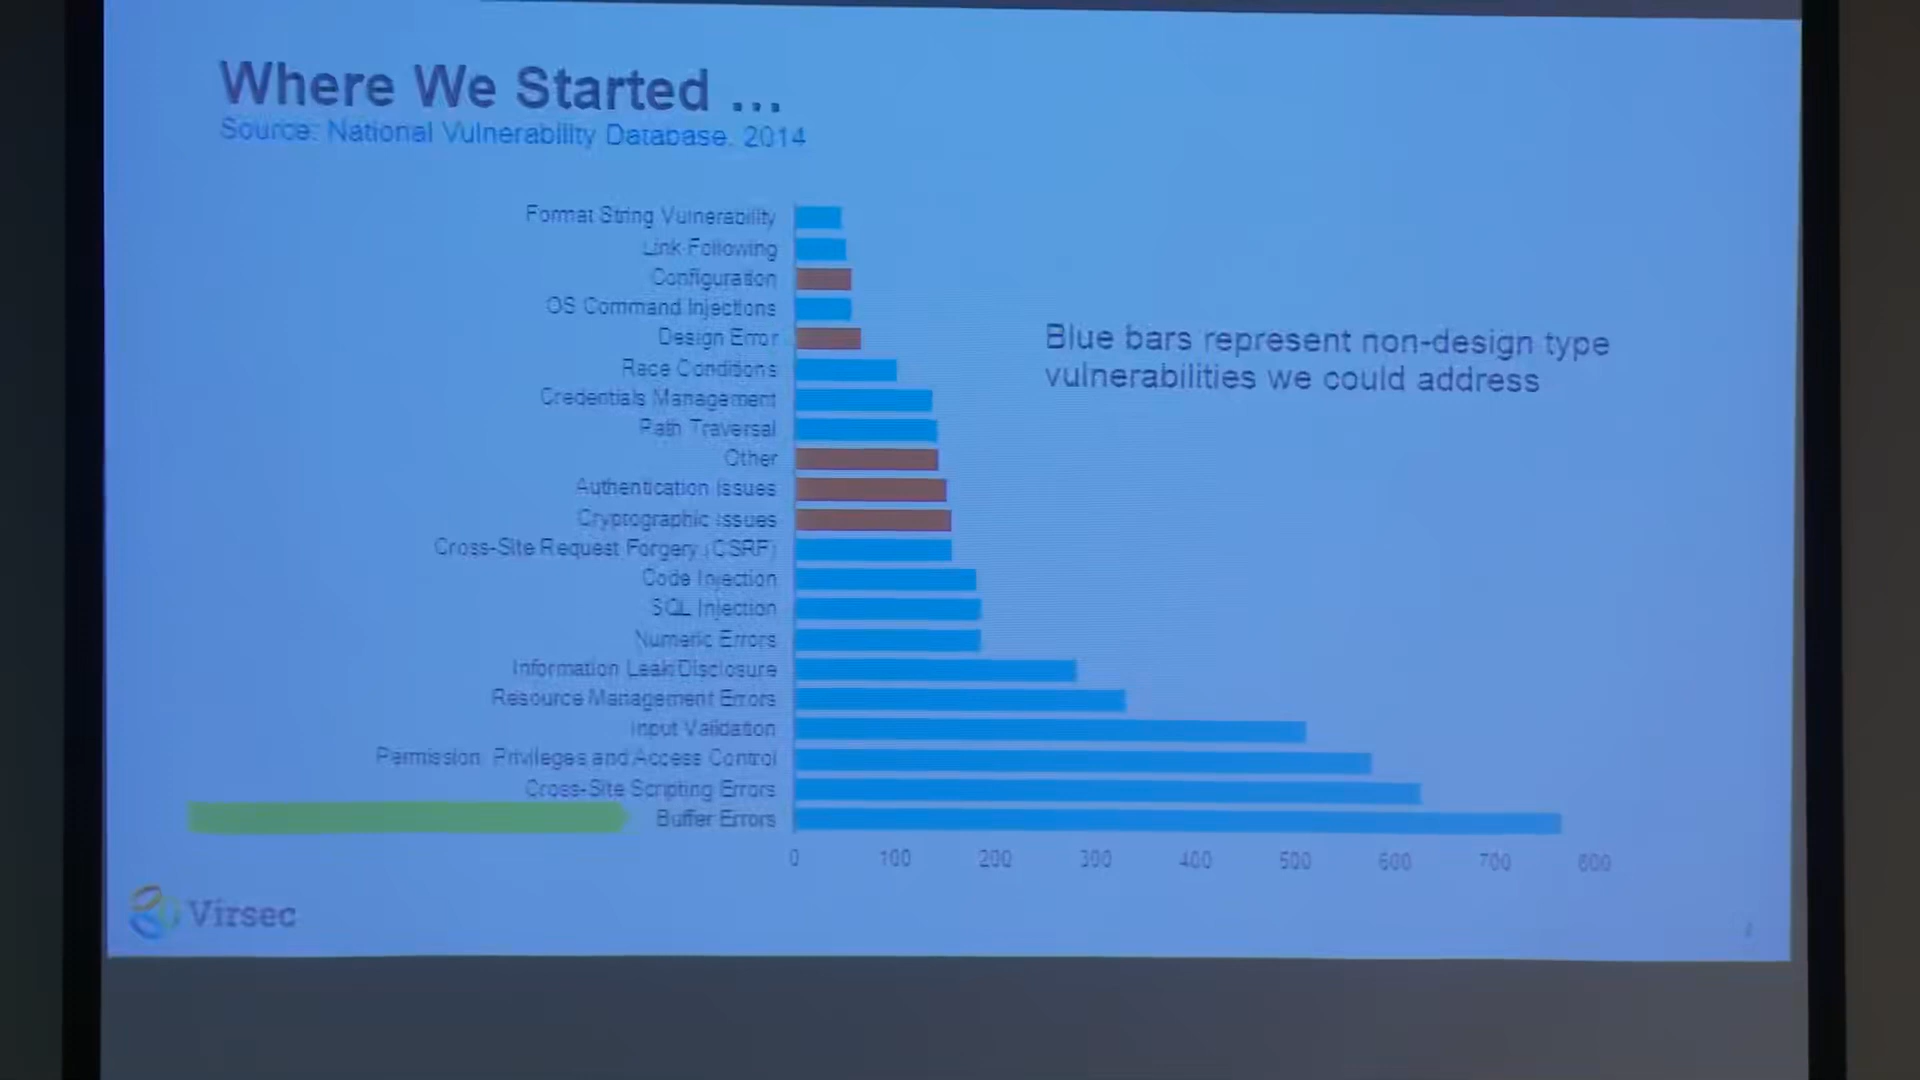 Where We Started ...
Source: National Vulnerability Database. 2014
Format String Vulnerability
Link Following
Configuration
OS Command Injections
Design Error
Race Conditions
Credentials Management
Path Traversal
Other
Authentication Issues
Cryptographic Issues
Cross-Site Request Forgery (CSRF)
Code Injection
SQL Injection
Numeric Errors
Information Leak/Disclosure
Resource Management Errors
Input Validation
Permission, Privileges and Access Control
Cross-Site Scripting Errors
Buffer Errors
0 100 200 300 400 500 600 700 800
Blue bars represent non-design type
vulnerabilities we could address
Virsec